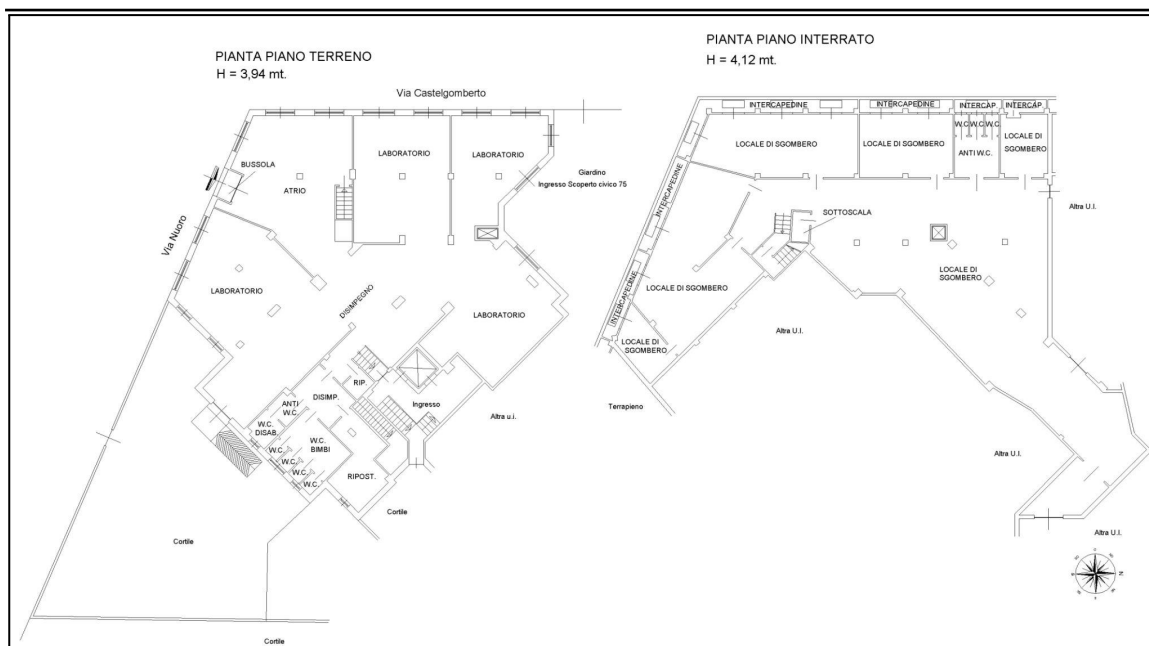 PIANTA PIANO TERRENO
H = 3,94 mt.
Via Castelgomberto
BUSSOLA
ATRIO
LABORATORIO
LABORATORIO
Giardino
Ingresso Scoperto civico 75
Via Nuoro
LABORATORIO
DISIMPEGNO
LABORATORIO
RIP.
DISIMP.
Ingresso
ANTI
W.C.
W.C.
DISAB.
W.C.
BIMBI
W.C.
W.C.
W.C.
W.C.
RIPOST.
Altra u.i.
Cortile
Cortile
Cortile
PIANTA PIANO INTERRATO
H = 4,12 mt.
INTERCAPEDINE
INTERCAPEDINE
INTERCAP.
INTERCAP.
W.C.
W.C.
W.C.
LOCALE DI SGOMBERO
LOCALE DI SGOMBERO
ANTI W.C.
LOCALE DI
SGOMBERO
INTERCAPEDINE
SOTTOSCALA
Altra U.I.
LOCALE DI
SGOMBERO
LOCALE DI SGOMBERO
INTERCAPEDINE
LOCALE DI
SGOMBERO
Altra U.I.
Terrapieno
Altra U.I.
Altra U.I.
Altra U.I.
N